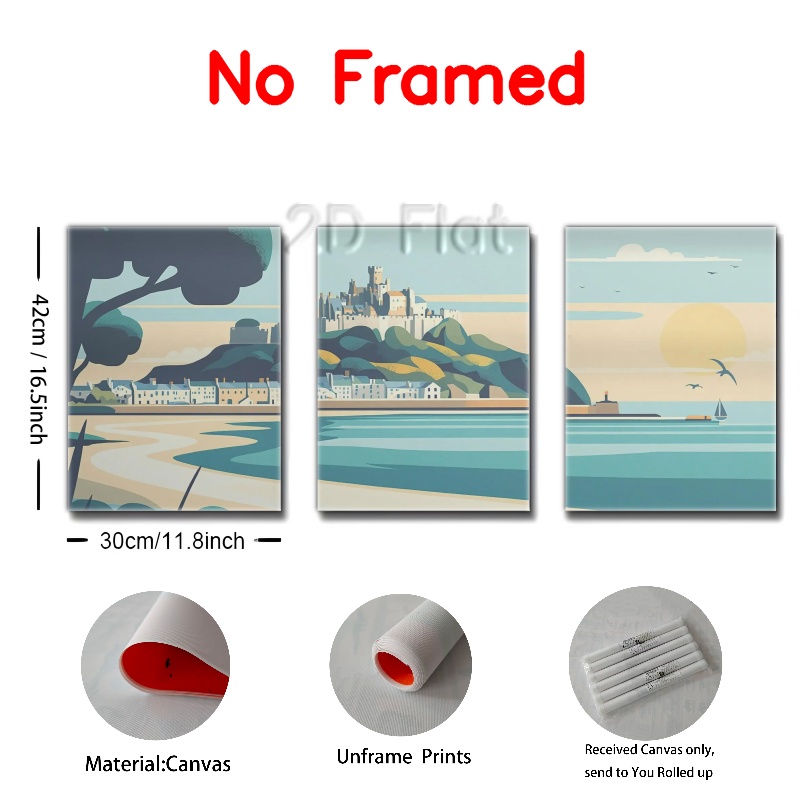 No Framed
2D Flat
42cm / 16.5inch
30cm/11.8inch
Material:Canvas
Unframe Prints
Received Canvas only,
send to You Rolled up